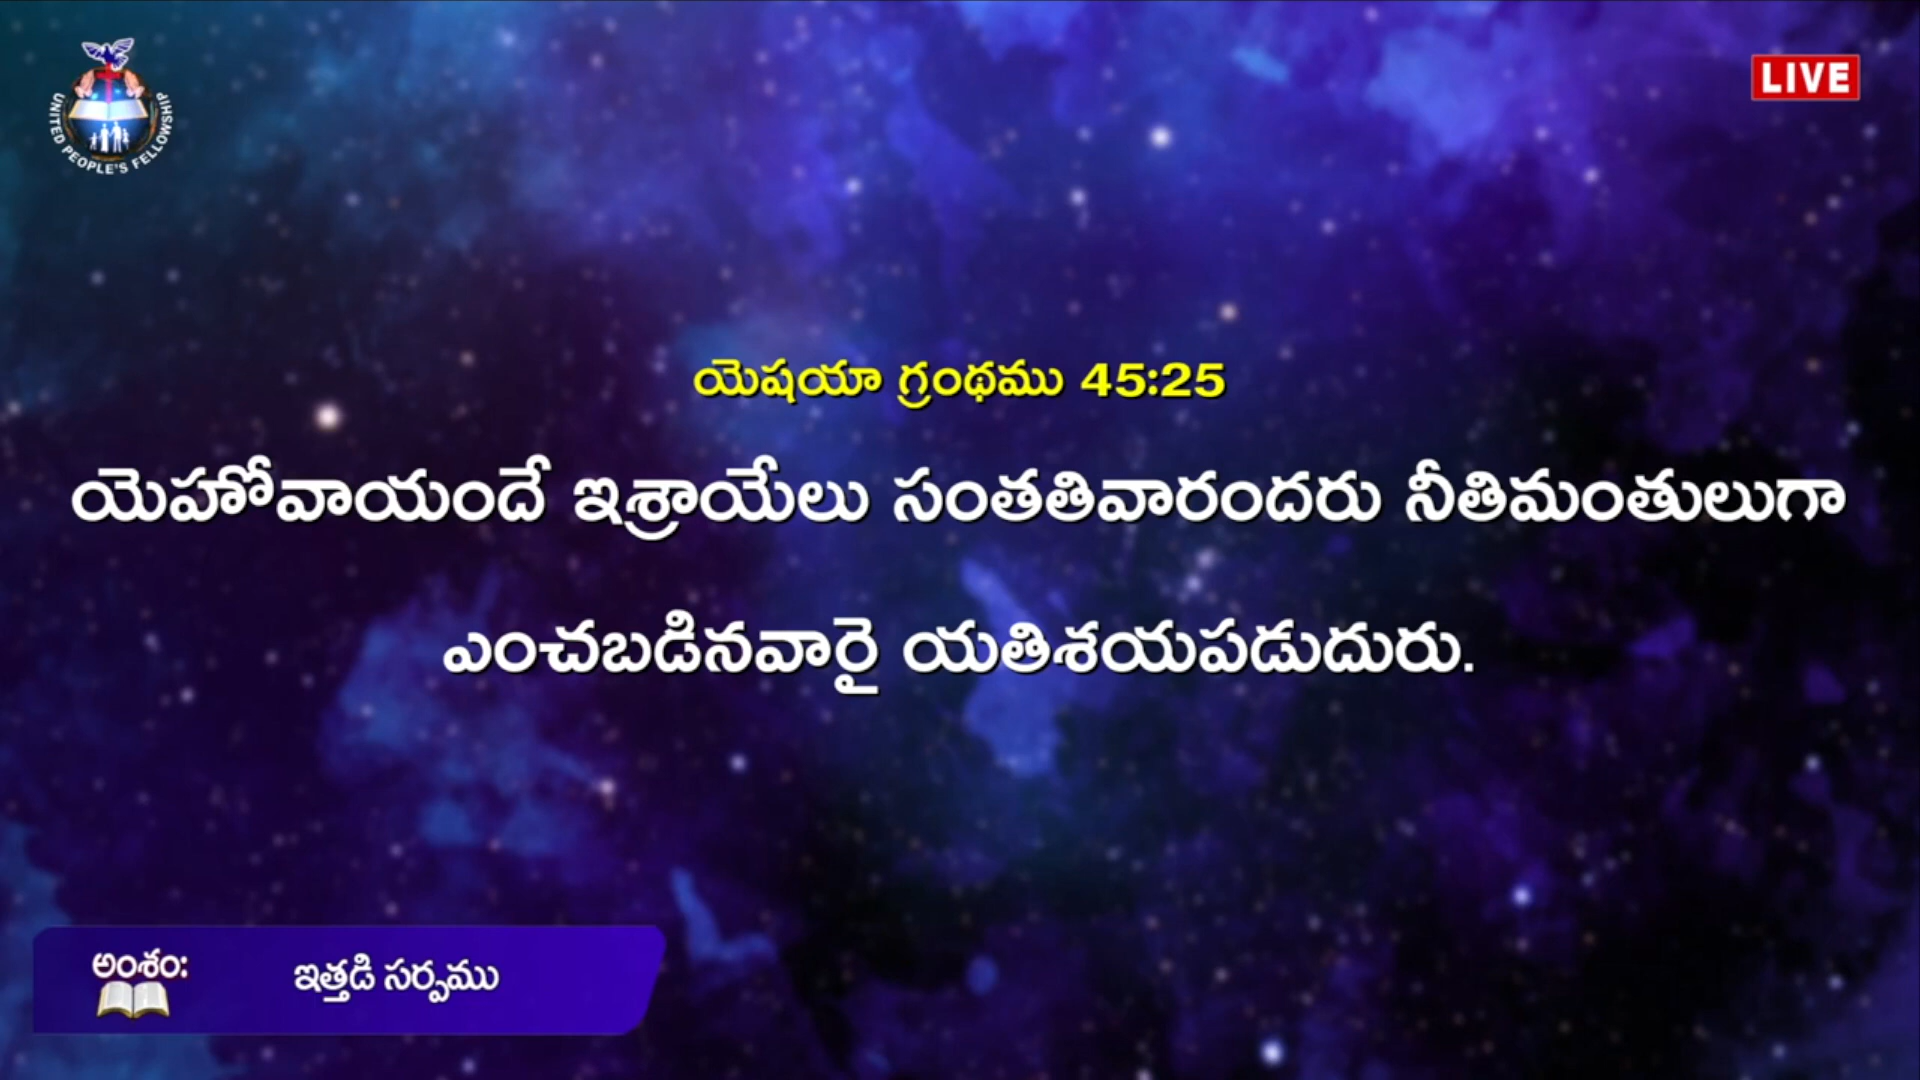 UNITED PEOPLE'S FELLOWSHIP
LIVE
యెషయా గ్రంథము 45:25
యెహోవాయందే ఇశ్రాయేలు సంతతివారందరు నీతిమంతులుగా
ఎంచబడినవారై యతిశయపడుదురు.
అంశం:
ఇత్తడి సర్పము